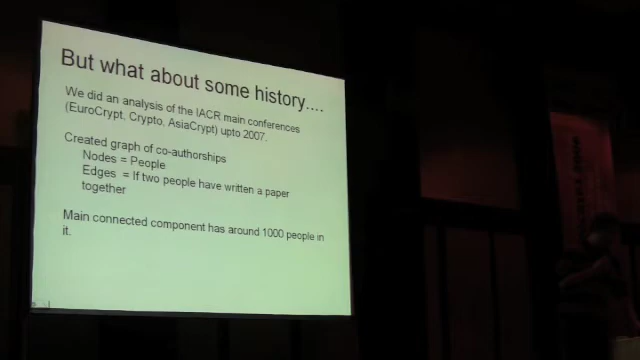 But what about some history....
We did an analysis of the IACR main conferences
(EuroCrypt, Crypto, AsiaCrypt) upto 2007.
Created graph of co-authorships
Nodes = People
Edges = If two people have written a paper
together
Main connected component has around 1000 people in
it.